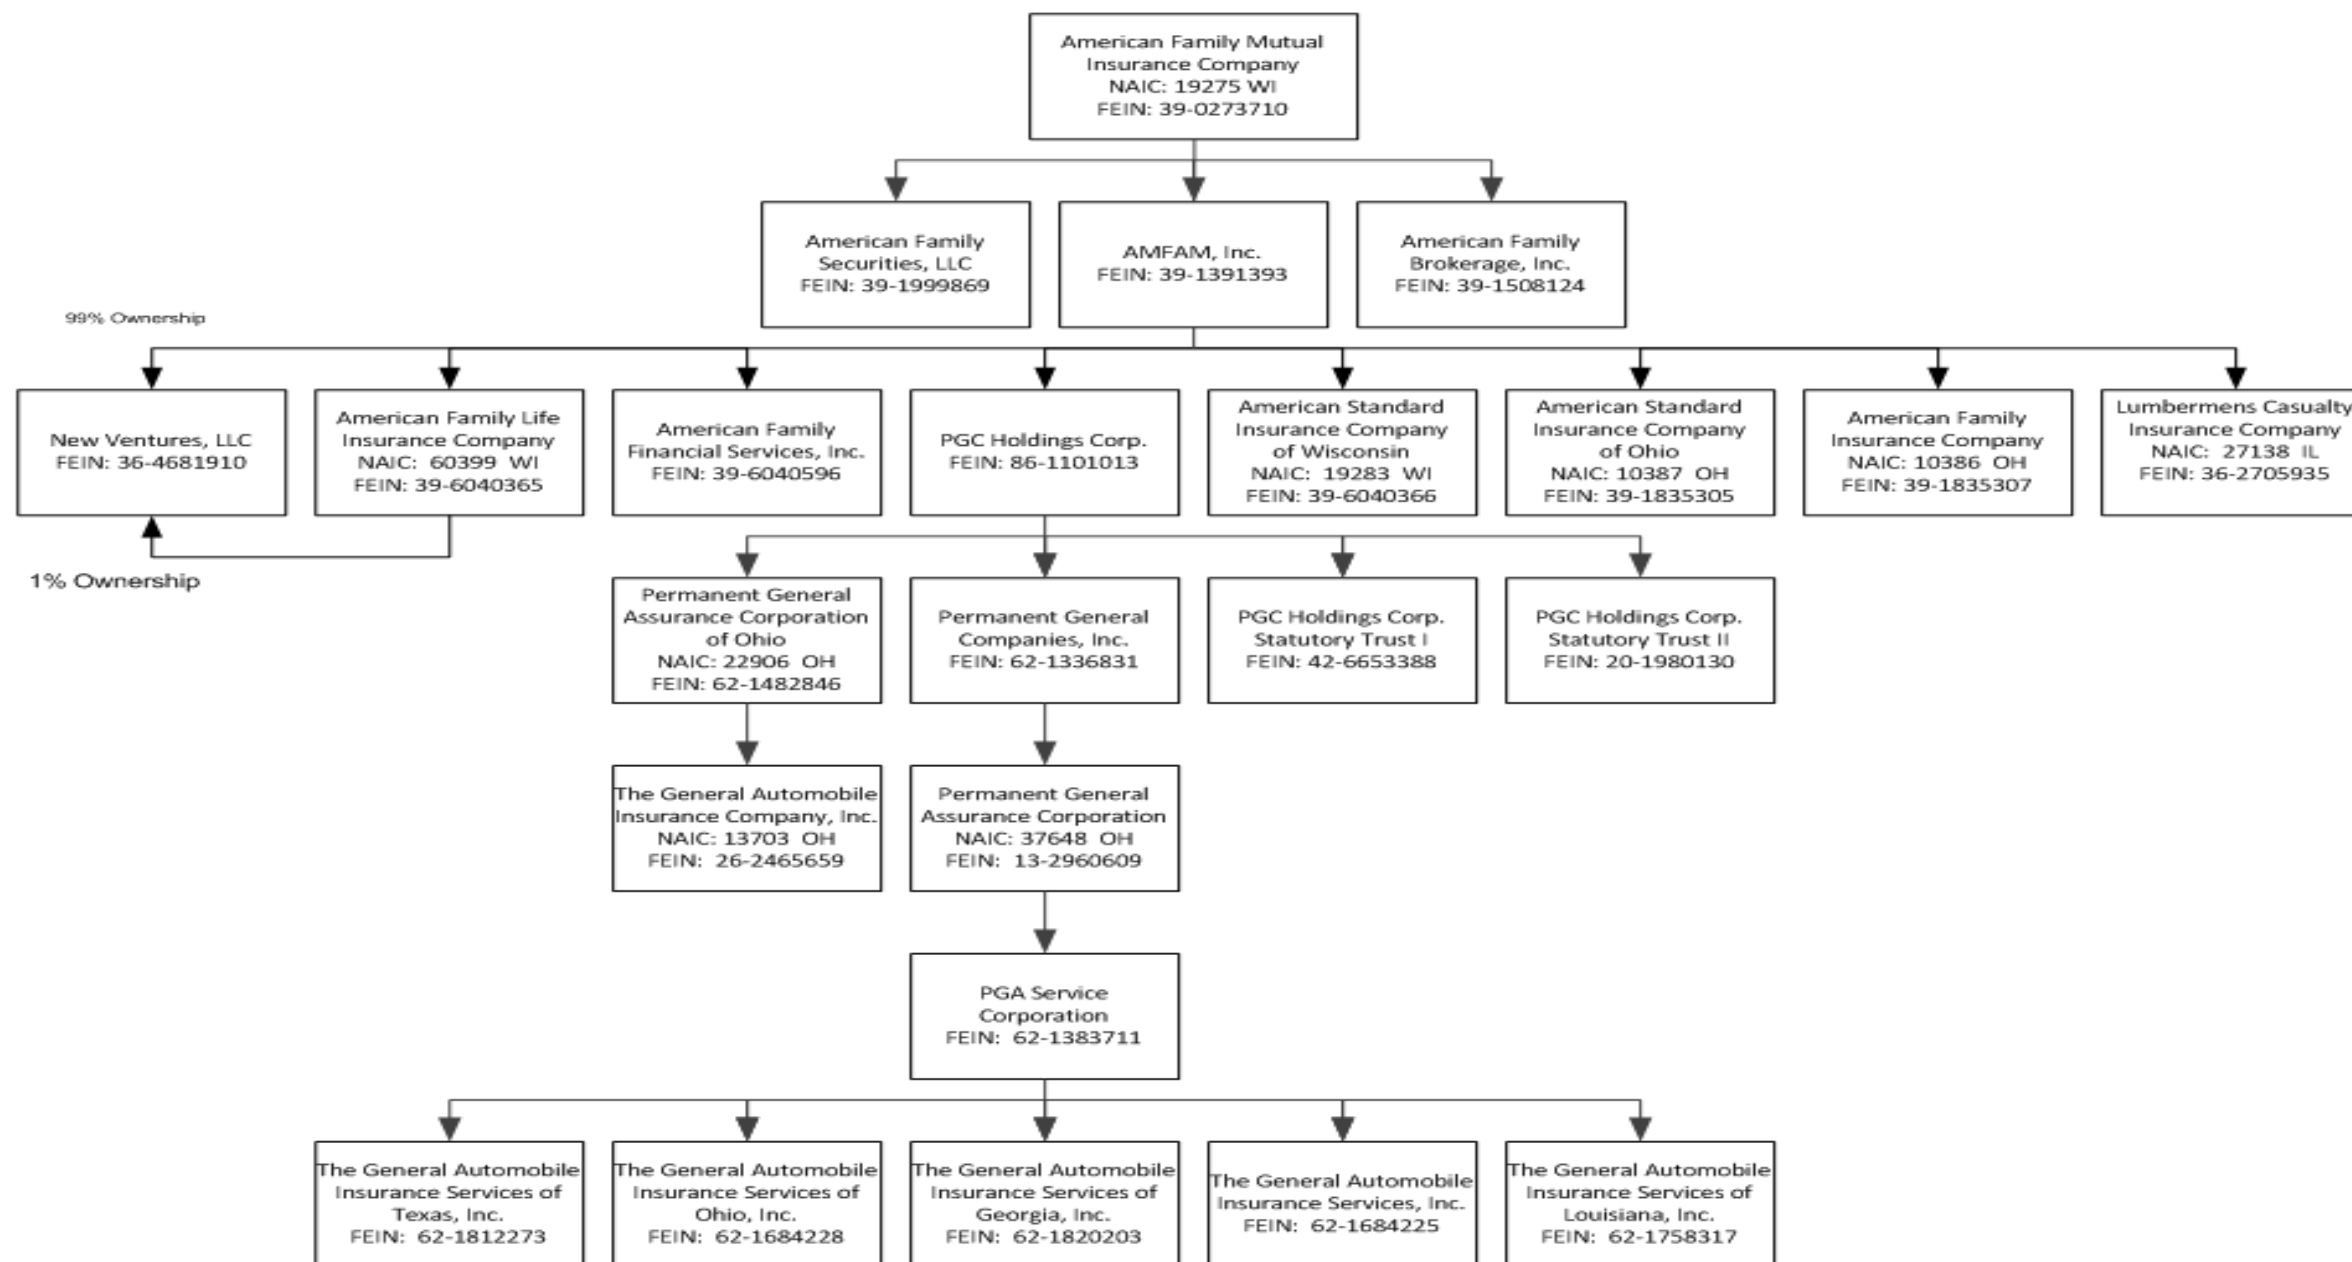 American Family Mutual
Insurance Company
NAIC: 19275 WI
FEIN: 39-0273710
American Family
Securities, LLC
FEIN: 39-1999869
AMFAM, Inc.
FEIN: 39-1391393
American Family
Brokerage, Inc.
FEIN: 39-1508124
99% Ownership
New Ventures, LLC
FEIN: 36-4681910
American Family Life
Insurance Company
NAIC: 60399 WI
FEIN: 39-6040365
American Family
Financial Services, Inc.
FEIN: 39-6040596
PGC Holdings Corp.
FEIN: 86-1101013
American Standard
Insurance Company
of Wisconsin
NAIC: 19283 WI
FEIN: 39-6040366
American Standard
Insurance Company
of Ohio
NAIC: 10387 OH
FEIN: 39-1835305
American Family
Insurance Company
NAIC: 10386 OH
FEIN: 39-1835307
Lumbermens Casualty
Insurance Company
NAIC: 27138 IL
FEIN: 36-2705935
1% Ownership
Permanent General
Assurance Corporation
of Ohio
NAIC: 22906 OH
FEIN: 62-1482846
Permanent General
Companies, Inc.
FEIN: 62-1336831
PGC Holdings Corp.
Statutory Trust I
FEIN: 42-6653388
PGC Holdings Corp.
Statutory Trust II
FEIN: 20-1980130
The General Automobile
Insurance Company, Inc.
NAIC: 13703 OH
FEIN: 26-2465659
Permanent General
Assurance Corporation
NAIC: 37648 OH
FEIN: 13-2960609
PGA Service
Corporation
FEIN: 62-1383711
The General Automobile
Insurance Services of
Texas, Inc.
FEIN: 62-1812273
The General Automobile
Insurance Services of
Ohio, Inc.
FEIN: 62-1684228
The General Automobile
Insurance Services of
Georgia, Inc.
FEIN: 62-1820203
The General Automobile
Insurance Services, Inc.
FEIN: 62-1684225
The General Automobile
Insurance Services of
Louisiana, Inc.
FEIN: 62-1758317